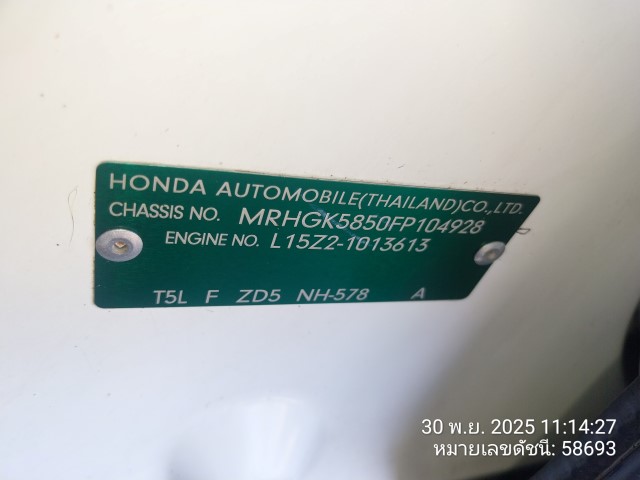 HONDA AUTOMOBILE(THAILAND)CO.,LTD.
CHASSIS NO. MRHGK5850FP104928
ENGINE NO. L15Z2-1013613
T5L F ZD5 NH-578 A
30 พ.ย. 2025 11:14:27
หมายเลขดัชนี: 58693